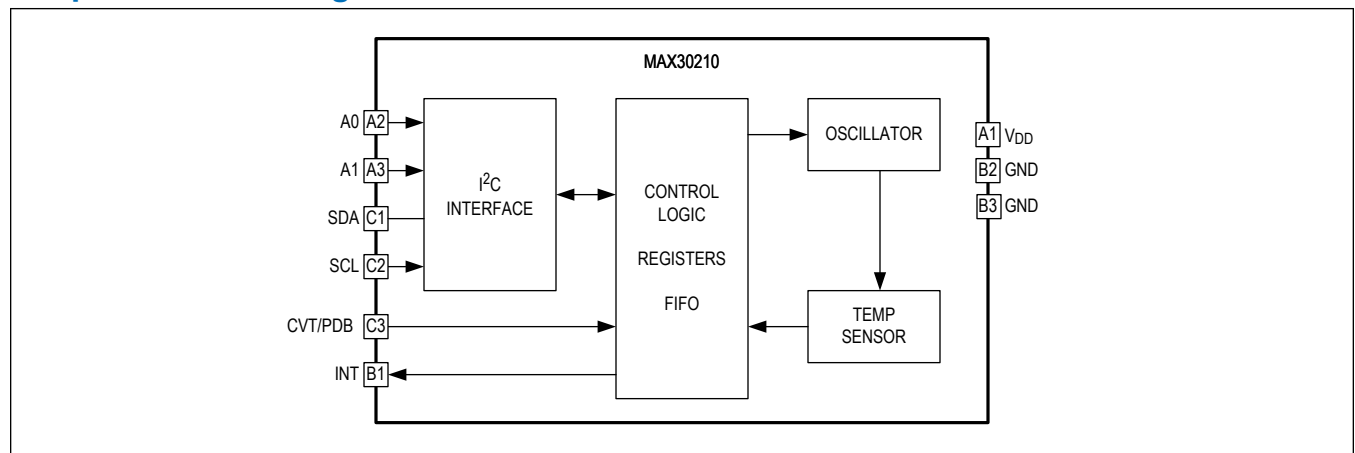 MAX30210
A0 A2
A1 A3
SDA C1
SCL C2
CVT/PDB C3
INT B1
I²C
INTERFACE
CONTROL
LOGIC
REGISTERS
FIFO
OSCILLATOR
TEMP
SENSOR
A1 VDD
B2 GND
B3 GND